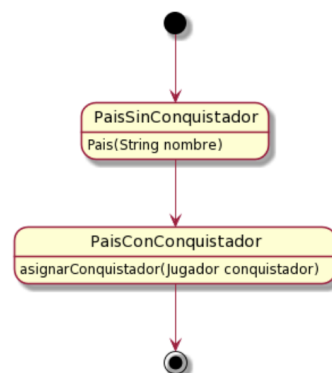 PaisSinConquistador
Pais(String nombre)
PaisConConquistador
asignarConquistador(Jugador conquistador)